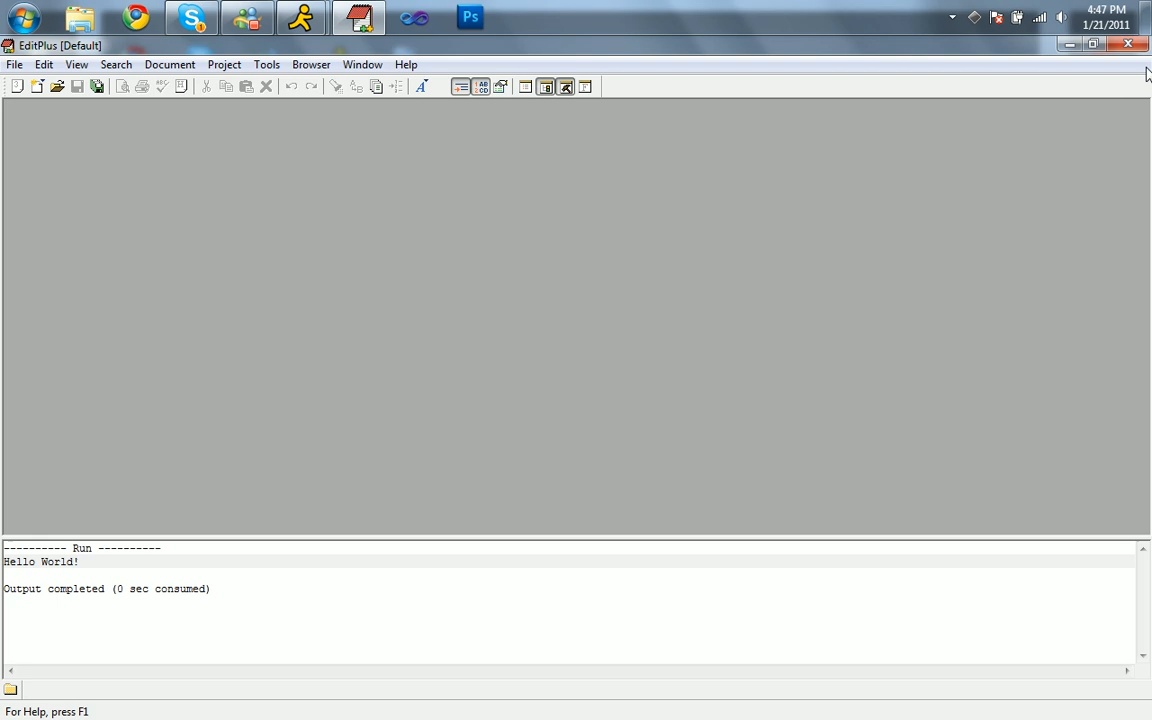 Ps
4:47 PM
1/21/2011
EditPlus [Default]
File Edit View Search Document Project Tools Browser Window Help
---------- Run ----------
Hello World!
Output completed (0 sec consumed)
For Help, press F1